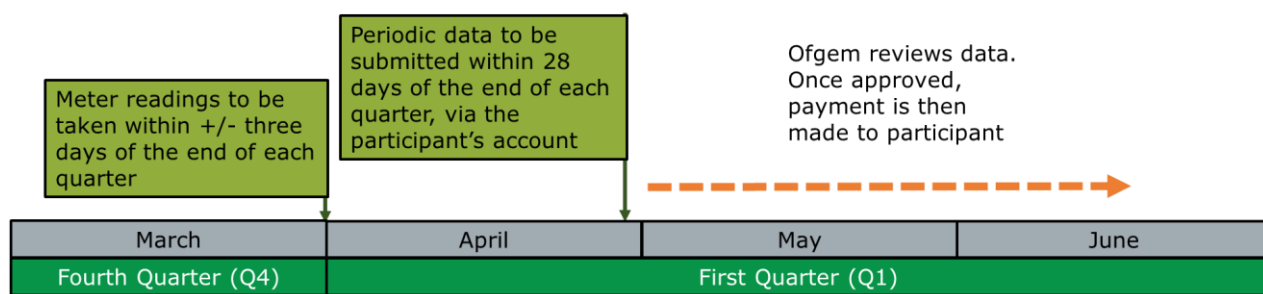 Meter readings to be
taken within +/- three
days of the end of each
quarter
Periodic data to be
submitted within 28
days of the end of each
quarter, via the
participant's account
Ofgem reviews data.
Once approved,
payment is then
made to participant
March
April
May
June
Fourth Quarter (Q4)
First Quarter (Q1)